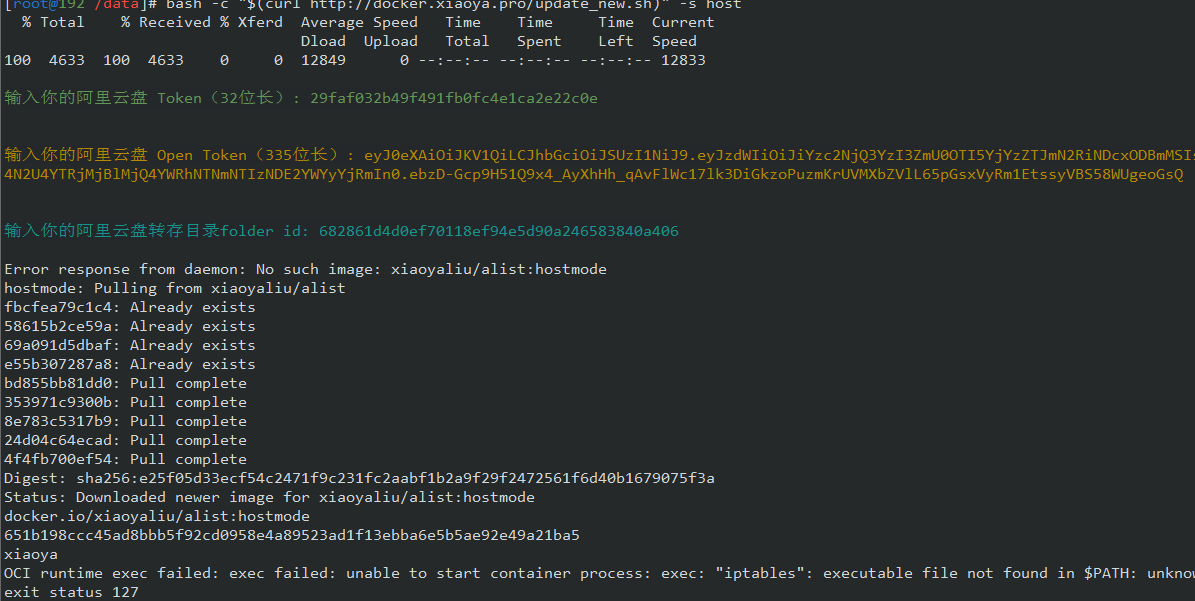 [root@192 /data]# bash -c "$(curl http://docker.xiaoya.pro/update_new.sh)" -s host
% Total % Received % Xferd Average Speed Time Time Time Current
Dload Upload Total Spent Left Speed
100 4633 100 4633 0 0 12849 0 --:--:-- --:--:-- --:--:-- 12833
输入你的阿里云盘 Token（32位长）: 29faf032b49f491fb0fc4e1ca2e22c0e
输入你的阿里云盘 Open Token（335位长）: eyJ0eXAiOiJKV1QiLCJhbGciOiJSUzI1NiJ9.eyJzdWIiOiJiYzc2NjQ3YzI3ZmU0OTI5YjYzZTJmN2RiNDcxODBmMSIs
4N2U4YTRjMjBlMjQ4YWRhNTNmNTIzNDE2YWYyYjRmIn0.ebzD-Gcp9H51Q9x4_AyXhHh_qAvFlWc17lk3DiGkzoPuzmKrUVMXbZVlL65pGsxVyRm1EtssyVBS58WUgeoGsQ
输入你的阿里云盘转存目录folder id: 682861d4d0ef70118ef94e5d90a246583840a406
Error response from daemon: No such image: xiaoyaliu/alist:hostmode
hostmode: Pulling from xiaoyaliu/alist
fbcfea79c1c4: Already exists
58615b2ce59a: Already exists
69a091d5dbaf: Already exists
e55b307287a8: Already exists
bd855bb81dd0: Pull complete
353971c9300b: Pull complete
8e783c5317b9: Pull complete
24d04c64ecad: Pull complete
4f4fb700ef54: Pull complete
Digest: sha256:e25f05d33ecf54c2471f9c231fc2aabf1b2a9f29f2472561f6d40b1679075f3a
Status: Downloaded newer image for xiaoyaliu/alist:hostmode
docker.io/xiaoyaliu/alist:hostmode
651b198ccc45ad8bbb5f92cd0958e4a89523ad1f13ebba6e5b5ae92e49a21ba5
xiaoya
OCI runtime exec failed: exec failed: unable to start container process: exec: "iptables": executable file not found in $PATH: unknow
exit status 127